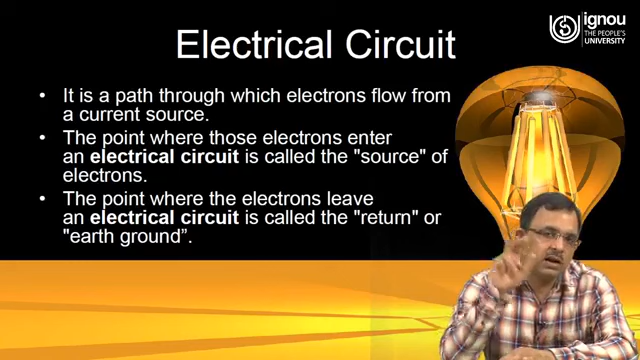 ignou
THE PEOPLE'S
UNIVERSITY
Electrical Circuit
• It is a path through which electrons flow from
a current source.
• The point where those electrons enter
an electrical circuit is called the "source" of
electrons.
• The point where the electrons leave
an electrical circuit is called the "return" or
"earth ground”.